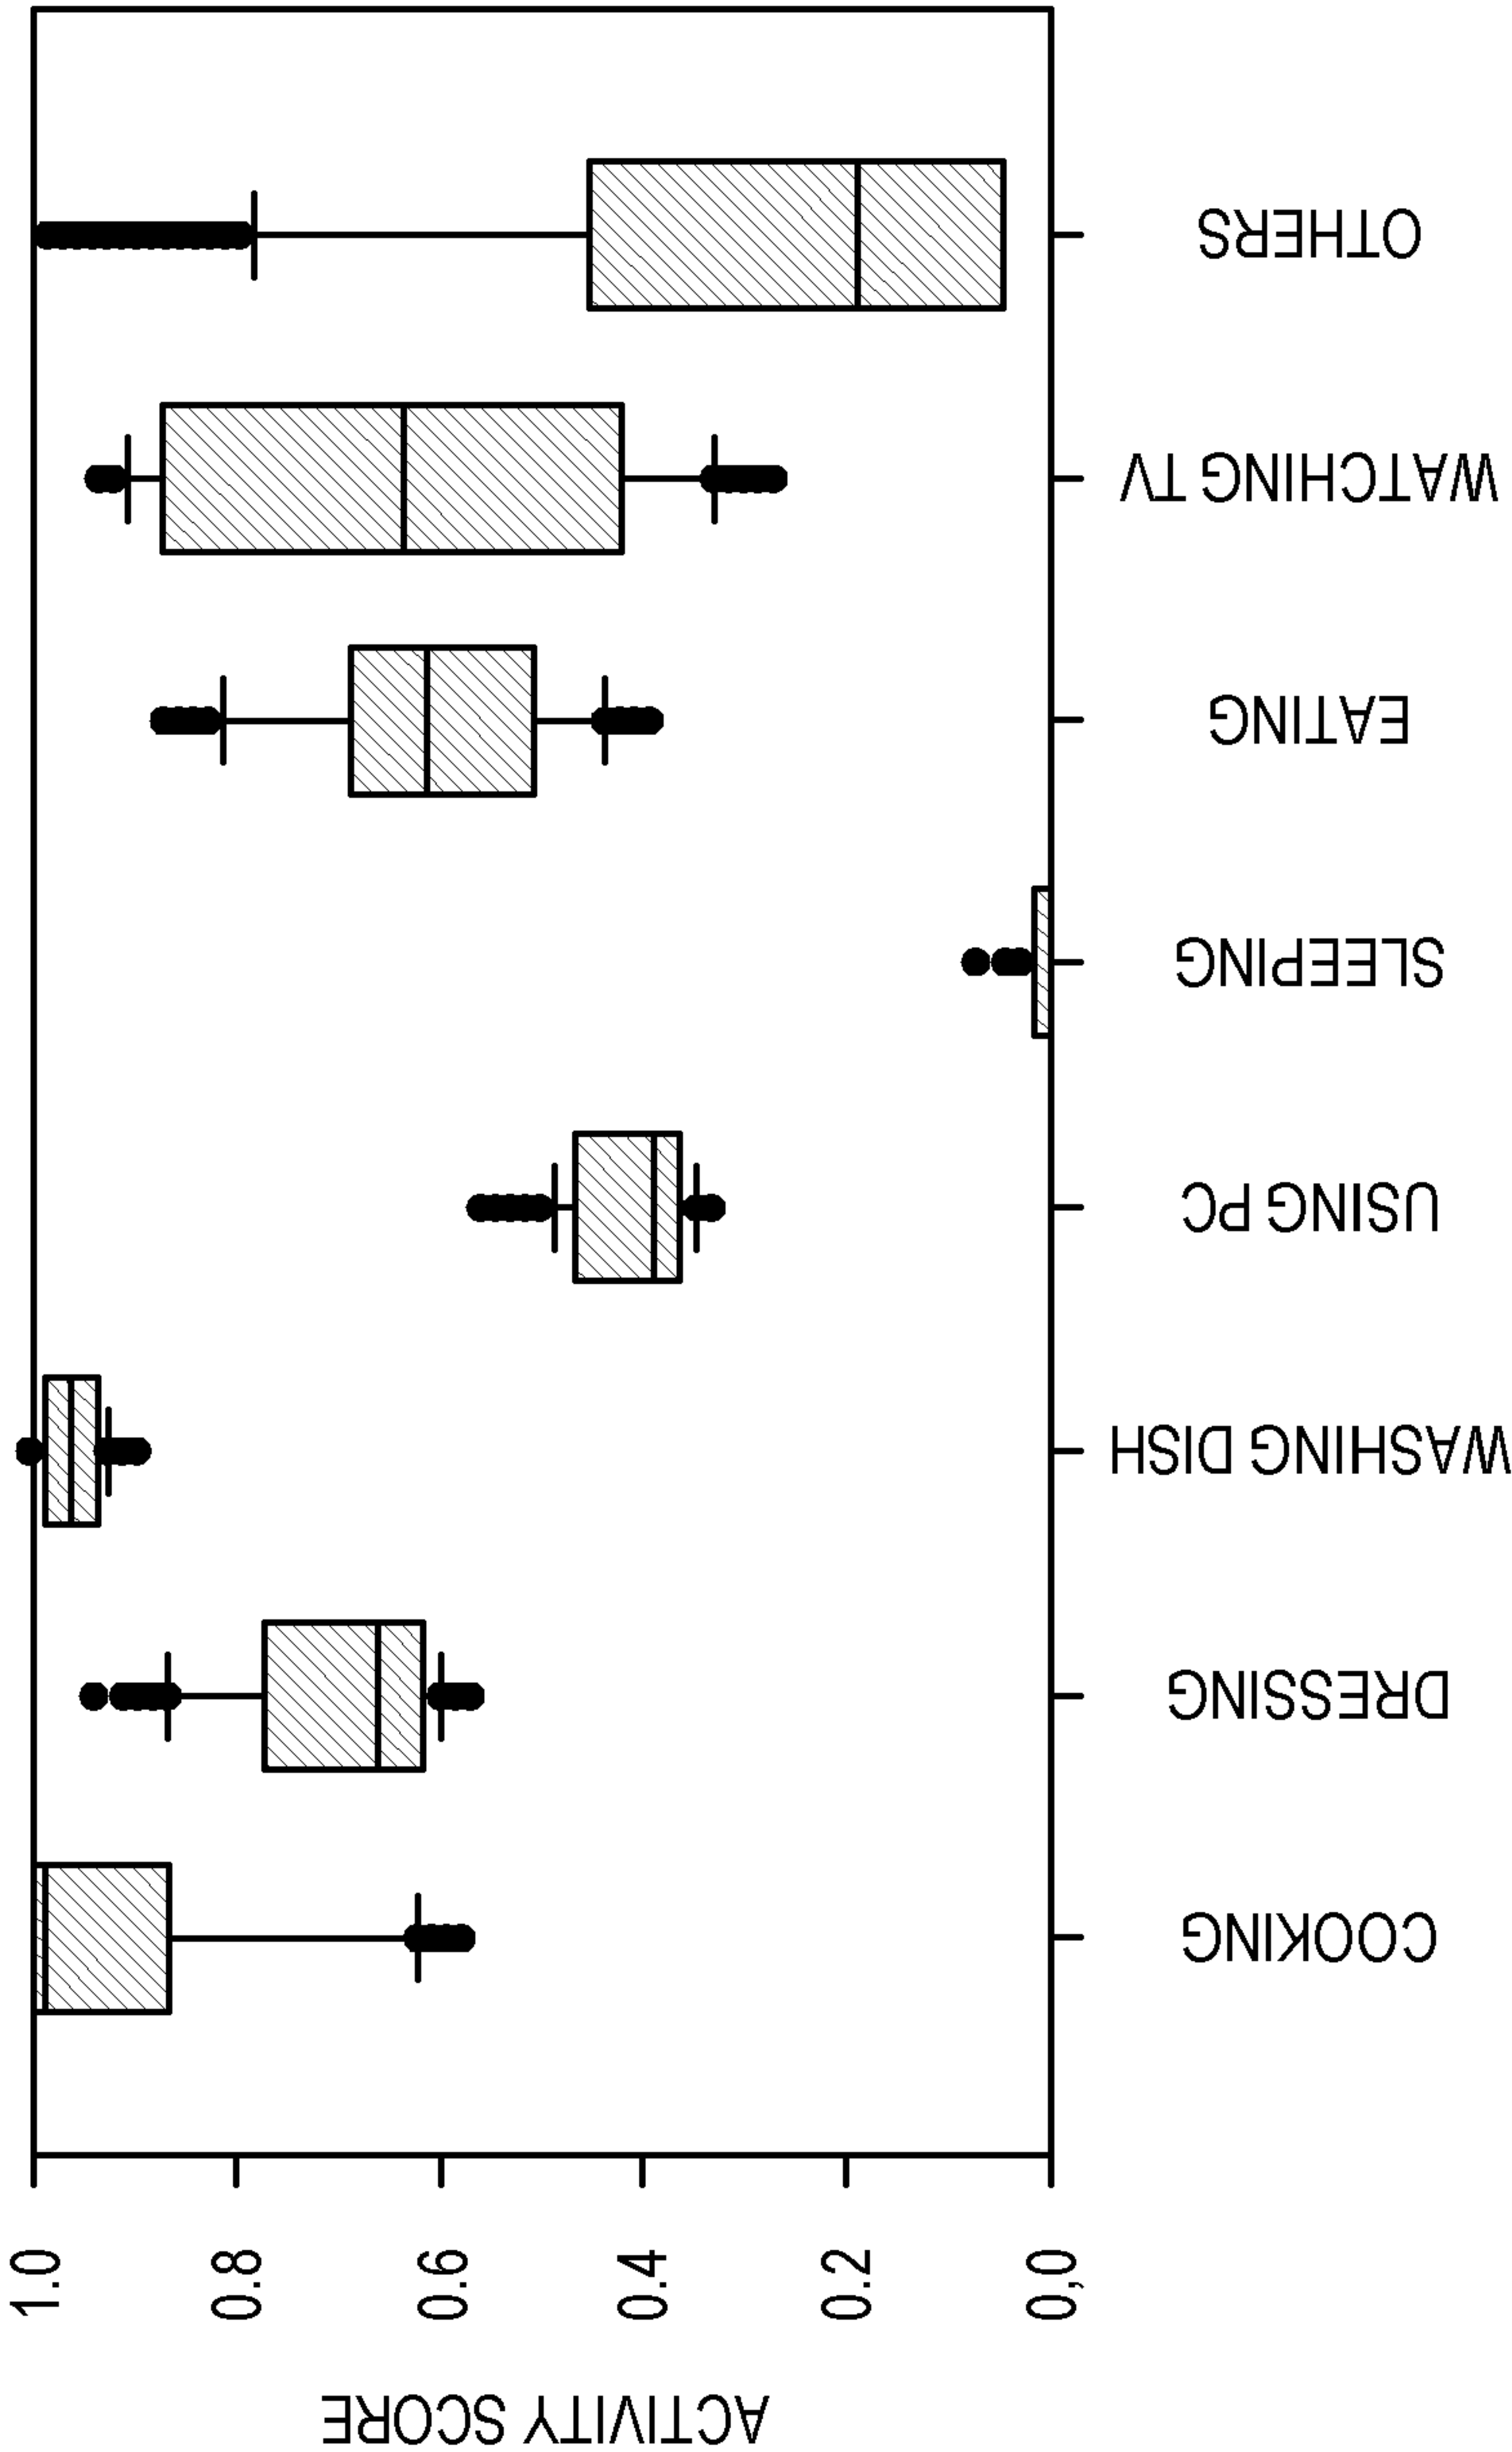 ACTIVITY SCORE
1.0
0.8
0.6
0.4
0.2
0,0
COOKING
DRESSING
WASHING DISH
USING PC
SLEEPING
EATING
WATCHING TV
OTHERS